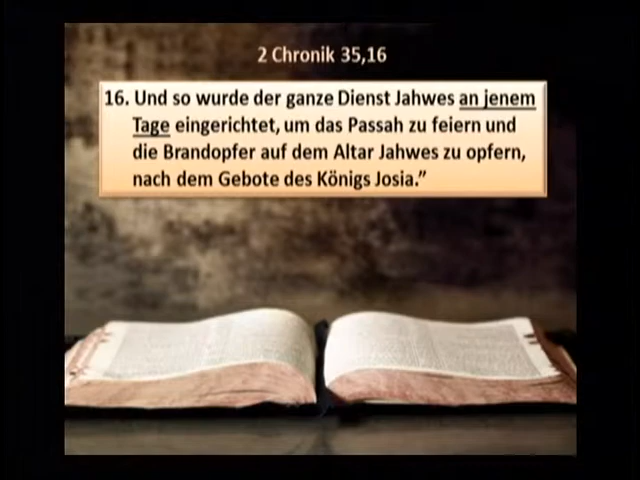 2 Chronik 35,16
16. Und so wurde der ganze Dienst Jahwes an jenem
Tage eingerichtet, um das Passah zu feiern und
die Brandopfer auf dem Altar Jahwes zu opfern,
nach dem Gebote des Königs Josia.”